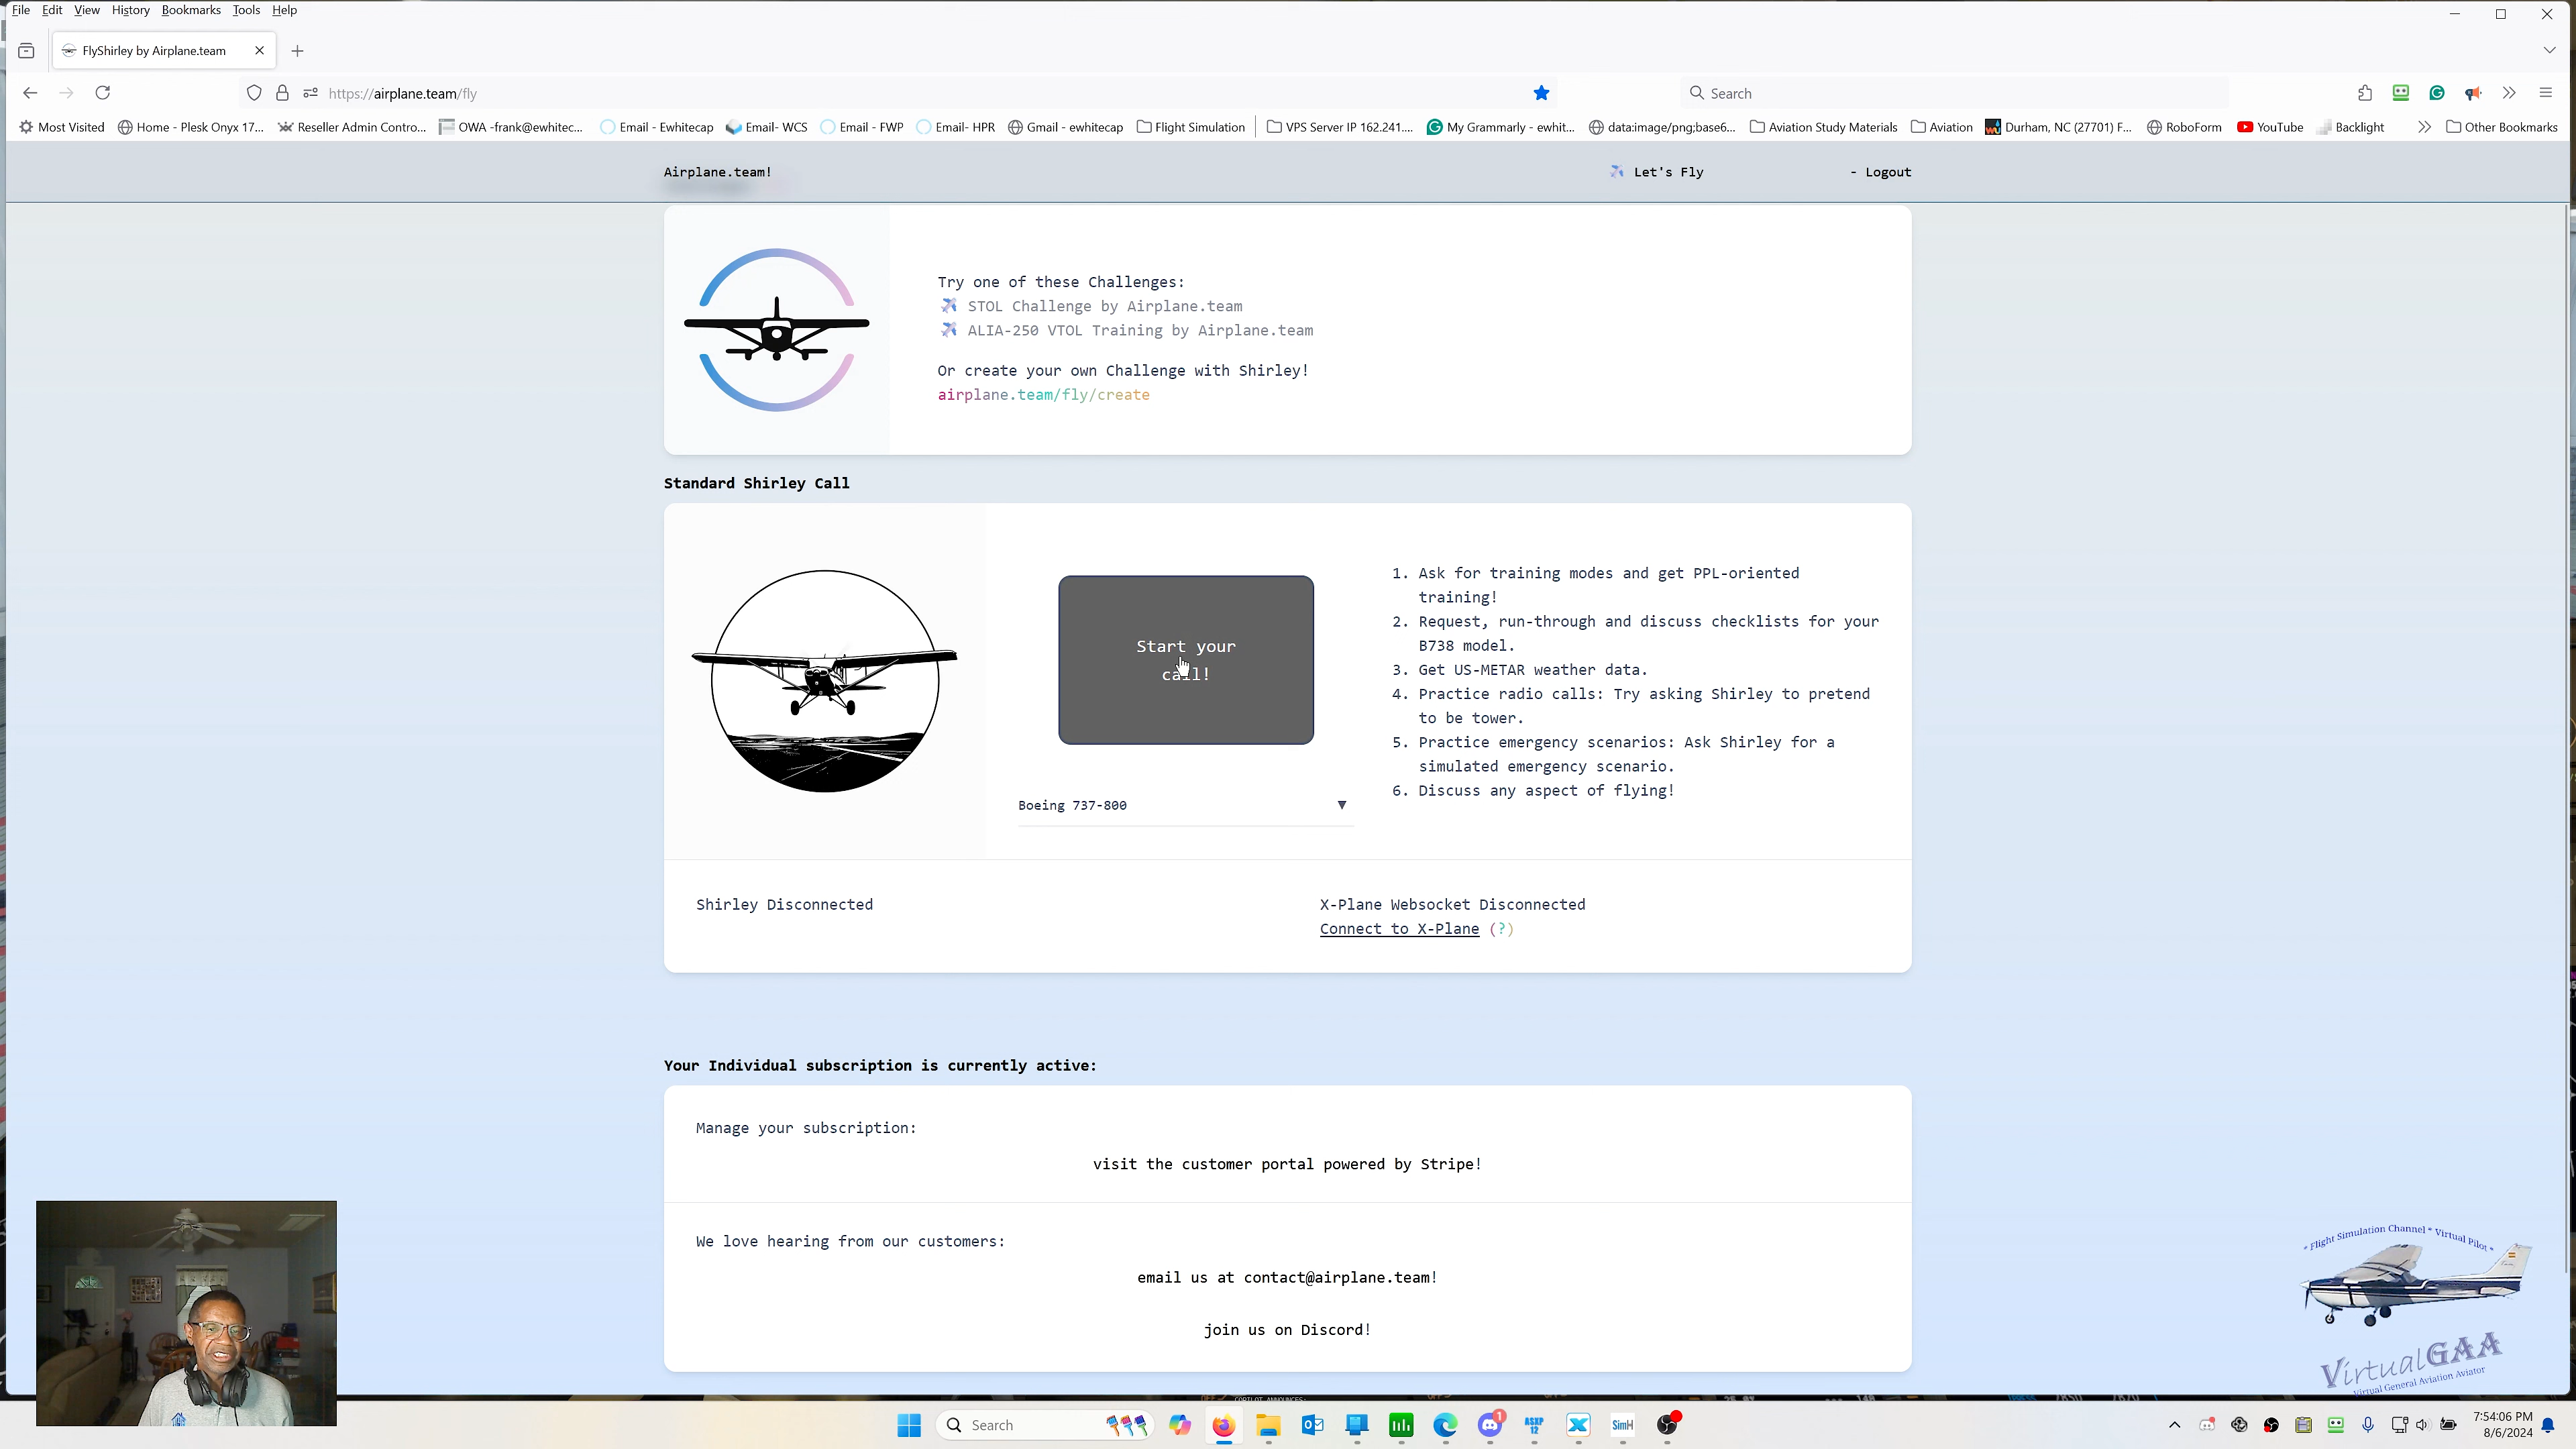 File Edit View History Bookmarks Tools Help
FlyShirley by Airplane.team
https://airplane.team/fly
Search
Most Visited Home - Plesk Onyx 17... Reseller Admin Contro... OWA -frank@ewhitec... Email - Ewhitecap Email- WCS Email - FWP Email- HPR Gmail - ewhitecap Flight Simulation VPS Server IP 162.241.... My Grammarly - ewhit... data:image/png;base6... Aviation Study Materials Aviation Durham, NC (27701) F... RoboForm YouTube Backlight Other Bookmarks
Airplane.team! Let's Fly - Logout
Try one of these Challenges:
STOL Challenge by Airplane.team
ALIA-250 VTOL Training by Airplane.team
Or create your own Challenge with Shirley!
airplane.team/fly/create
Standard Shirley Call
Start your
call!
Boeing 737-800 ▼
1. Ask for training modes and get PPL-oriented
training!
2. Request, run-through and discuss checklists for your
B738 model.
3. Get US-METAR weather data.
4. Practice radio calls: Try asking Shirley to pretend
to be tower.
5. Practice emergency scenarios: Ask Shirley for a
simulated emergency scenario.
6. Discuss any aspect of flying!
Shirley Disconnected
X-Plane Websocket Disconnected
Connect to X-Plane (?)
Your Individual subscription is currently active:
Manage your subscription:
visit the customer portal powered by Stripe!
We love hearing from our customers:
email us at contact@airplane.team!
join us on Discord!
* Flight Simulation Channel * Virtual Pilot *
VirtualGAA
Virtual General Aviation Aviator
Search
1
ASXP
12
SimH
7:54:06 PM
8/6/2024